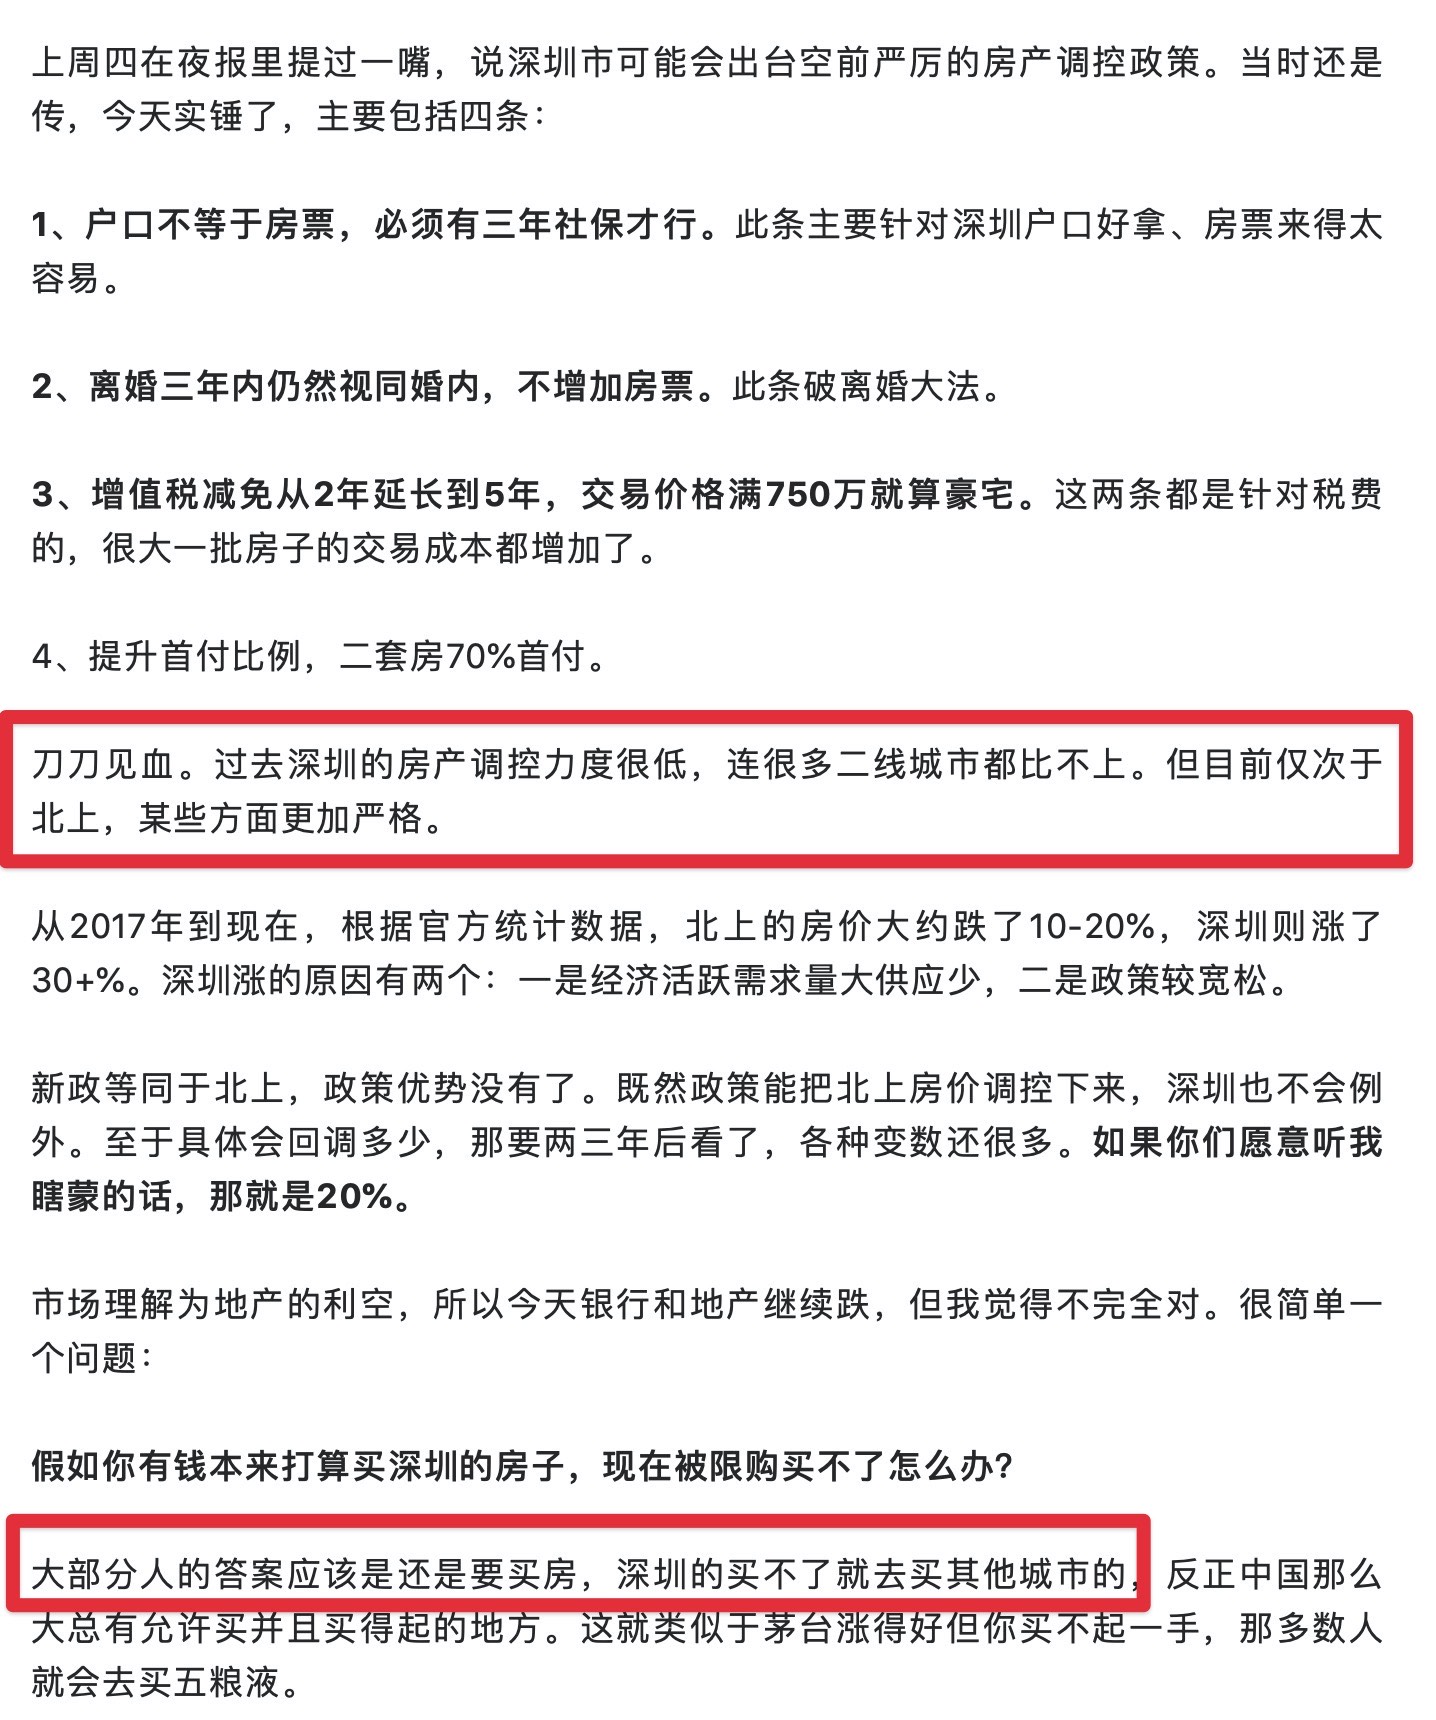 上周四在夜报里提过一嘴，说深圳市可能会出台空前严厉的房产调控政策。当时还是
传，今天实锤了，主要包括四条：
1、户口不等于房票，必须有三年社保才行。此条主要针对深圳户口好拿、房票来得太
容易。
2、离婚三年内仍然视同婚内，不增加房票。此条破离婚大法。
3、增值税减免从2年延长到5年，交易价格满750万就算豪宅。这两条都是针对税费
的，很大一批房子的交易成本都增加了。
4、提升首付比例，二套房70%首付。
刀刀见血。过去深圳的房产调控力度很低，连很多二线城市都比不上。但目前仅次于
北上，某些方面更加严格。
从2017年到现在，根据官方统计数据，北上的房价大约跌了10-20%，深圳则涨了
30+%。深圳涨的原因有两个：一是经济活跃需求量大供应少，二是政策较宽松。
新政等同于北上，政策优势没有了。既然政策能把北上房价调控下来，深圳也不会例
外。至于具体会回调多少，那要两三年后看了，各种变数还很多。如果你们愿意听我
瞎蒙的话，那就是20%。
市场理解为地产的利空，所以今天银行和地产继续跌，但我觉得不完全对。很简单一
个问题：
假如你有钱本来打算买深圳的房子，现在被限购买不了怎么办？
大部分人的答案应该是还是要买房，深圳的买不了就去买其他城市的，反正中国那么
大总有允许买并且买得起的地方。这就类似于茅台涨得好但你买不起一手，那多数人
就会去买五粮液。